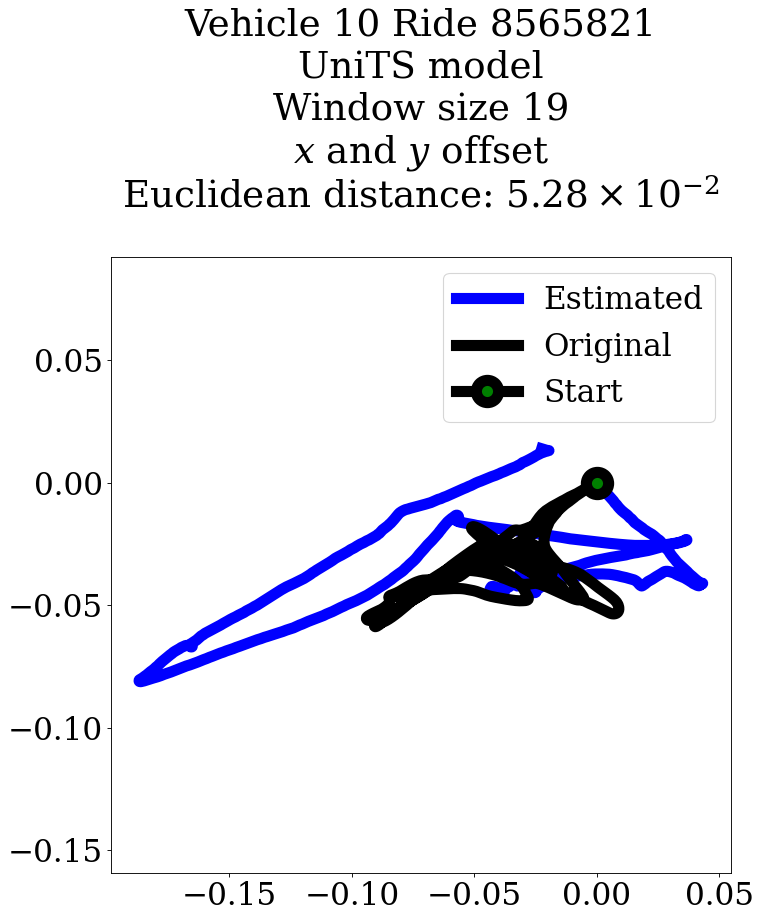 Vehicle 10 Ride 8565821
UniTS model
Window size 19
x and y offset
Euclidean distance: 5.28 × 10⁻²
Estimated
Original
Start
0.05
0.00
−0.05
−0.10
−0.15
−0.15 −0.10 −0.05 0.00 0.05